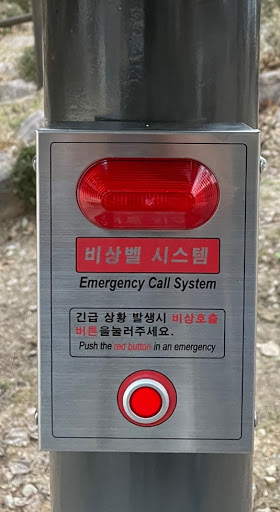 비상벨 시스템
Emergency Call System
긴급 상황 발생시 비상호출
버튼을눌러주세요.
Push the red button in an emergency